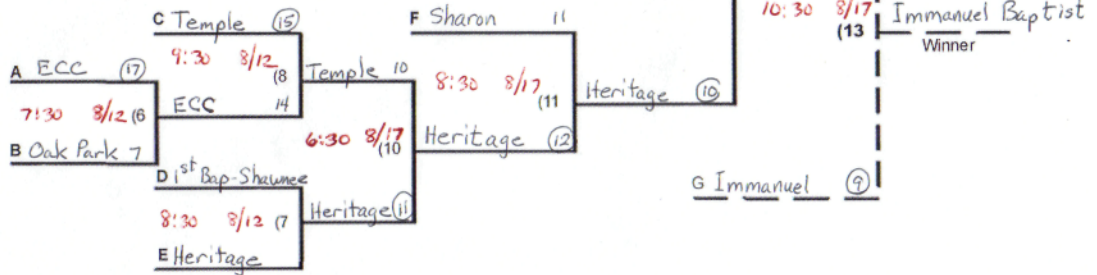 C Temple 15
F Sharon 11
10:30 8/17
(13
Immanuel Baptist
Winner
9:30 8/12
(8
A ECC 17
Temple 10
8:30 8/17
(11
Heritage 10
7:30 8/12 (6
ECC 14
6:30 8/17
(10
Heritage 12
B Oak Park 7
D 1st Bap-Shawnee
G Immanuel 9
8:30 8/12 (7
Heritage 11
E Heritage